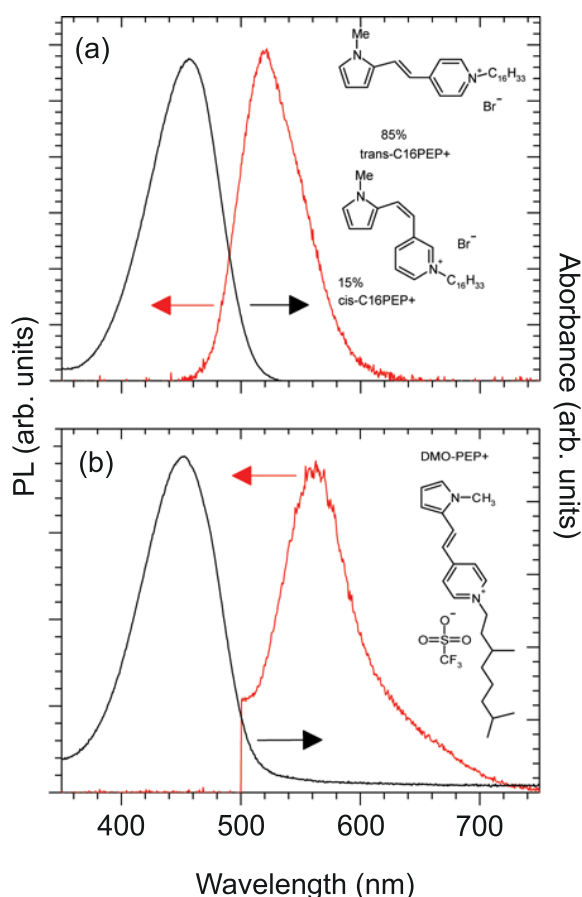 (a)
Me
N
N⁺
C₁₆H₃₃
Br⁻
85%
trans-C16PEP+
Me
N
Br⁻
N⁺
C₁₆H₃₃
15%
cis-C16PEP+
(b)
DMO-PEP+
N
CH₃
N⁺
O⁻
O
S
O
CF₃
400
500
600
700
Wavelength (nm)
PL (arb. units)
Aborbance (arb. units)